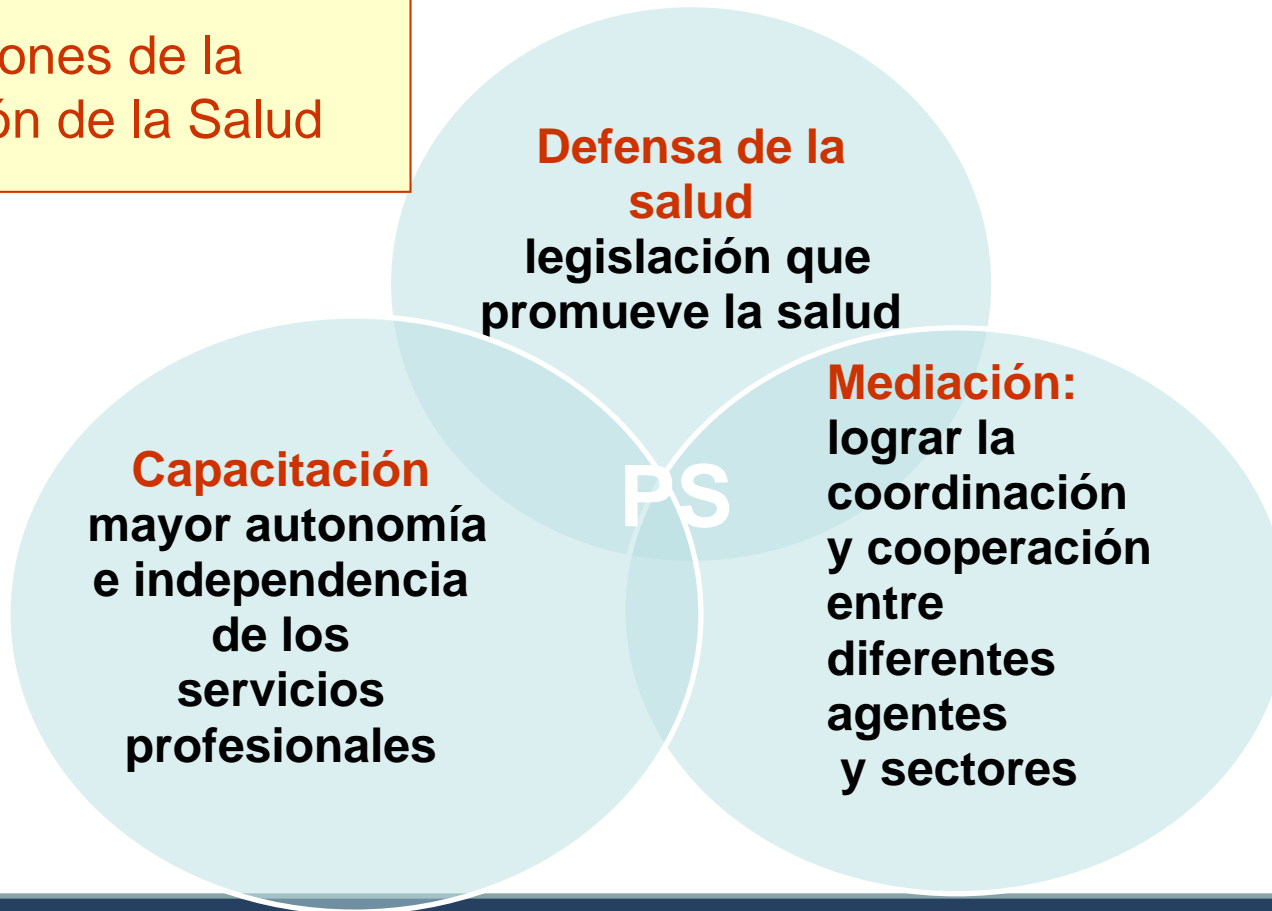 ones de la
ón de la Salud
Defensa de la
salud
legislación que
promueve la salud
Capacitación
mayor autonomía
e independencia
de los
servicios
profesionales
PS
Mediación:
lograr la
coordinación
y cooperación
entre
diferentes
agentes
y sectores